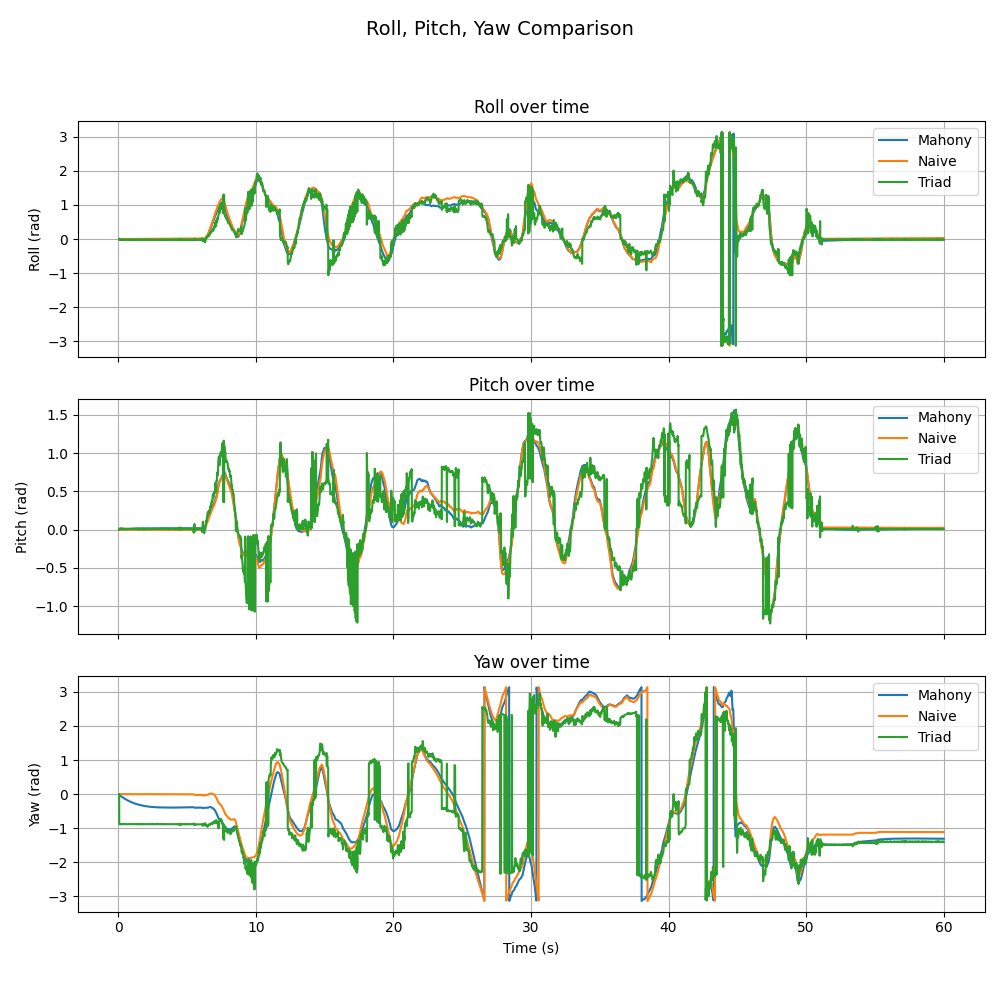 Roll, Pitch, Yaw Comparison
Roll over time
Roll (rad)
3
2
1
0
−1
−2
−3
Mahony
Naive
Triad
Pitch over time
Pitch (rad)
1.5
1.0
0.5
0.0
−0.5
−1.0
Mahony
Naive
Triad
Yaw over time
Yaw (rad)
3
2
1
0
−1
−2
−3
Mahony
Naive
Triad
0 10 20 30 40 50 60
Time (s)